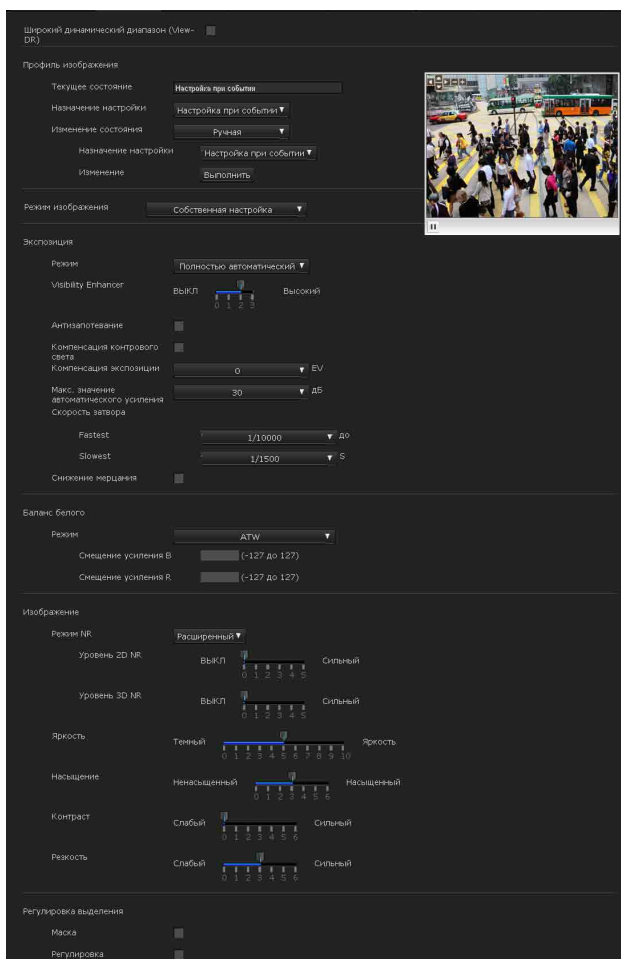 Широкий динамический диапазон (View-
DR)
Профиль изображения
Текущее состояние Настройка при события
Назначение настройки Настройка при событии
Изменение состояния Ручная
Назначение настройки Настройка при событии
Изменение Выполнить
Режим изображения Собственная настройка
Экспозиция
Режим Полностью автоматический
Visibility Enhancer ВЫКЛ Высокий
0 1 2 3
Антизапотевание
Компенсация контрового
света
Компенсация экспозиции 0 EV
Макс. значение
автоматического усиления 30 дБ
Скорость затвора
Fastest 1/10000 до
Slowest 1/1500 S
Снижение мерцания
Баланс белого
Режим ATW
Смещение усиления B (-127 до 127)
Смещение усиления R (-127 до 127)
Изображение
Режим NR Расширенный
Уровень 2D NR ВЫКЛ Сильный
0 1 2 3 4 5
Уровень 3D NR ВЫКЛ Сильный
0 1 2 3 4 5
Яркость Темный Яркость
0 1 2 3 4 5 6 7 8 9 10
Насыщение Ненасыщенный Насыщенный
0 1 2 3 4 5 6
Контраст Слабый Сильный
0 1 2 3 4 5 6
Резкость Слабый Сильный
0 1 2 3 4 5 6
Регулировка выделения
Маска
Регулировка